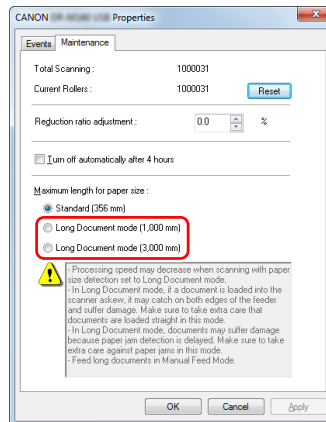 CANON Properties
Events Maintenance
Total Scanning : 1000031
Current Rollers : 1000031 Reset
Reduction ratio adjustment : 0.0 %
Turn off automatically after 4 hours
Maximum length for paper size :
Standard (356 mm)
Long Document mode (1,000 mm)
Long Document mode (3,000 mm)
- Processing speed may decrease when scanning with paper
size detection set to Long Document mode.
- In Long Document mode, if a document is loaded into the
scanner askew, it may catch on both edges of the feeder
and suffer damage. Make sure to take extra care that
documents are loaded straight in this mode.
- In Long Document mode, documents may suffer damage
because paper jam detection is delayed. Make sure to take
extra care against paper jams in this mode.
- Feed long documents in Manual Feed Mode.
OK Cancel Apply